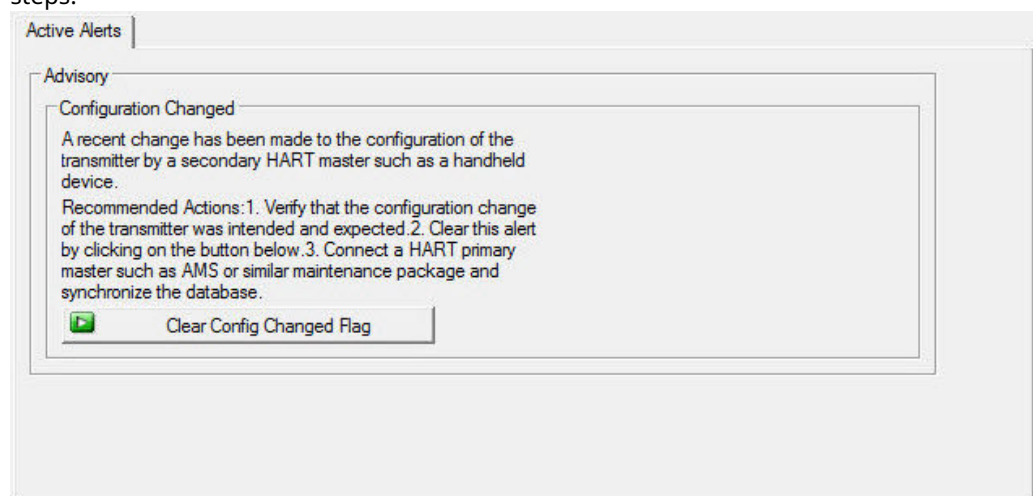 steps.
Active Alerts
Advisory
Configuration Changed
A recent change has been made to the configuration of the
transmitter by a secondary HART master such as a handheld
device.
Recommended Actions:1. Verify that the configuration change
of the transmitter was intended and expected.2. Clear this alert
by clicking on the button below.3. Connect a HART primary
master such as AMS or similar maintenance package and
synchronize the database.
Clear Config Changed Flag